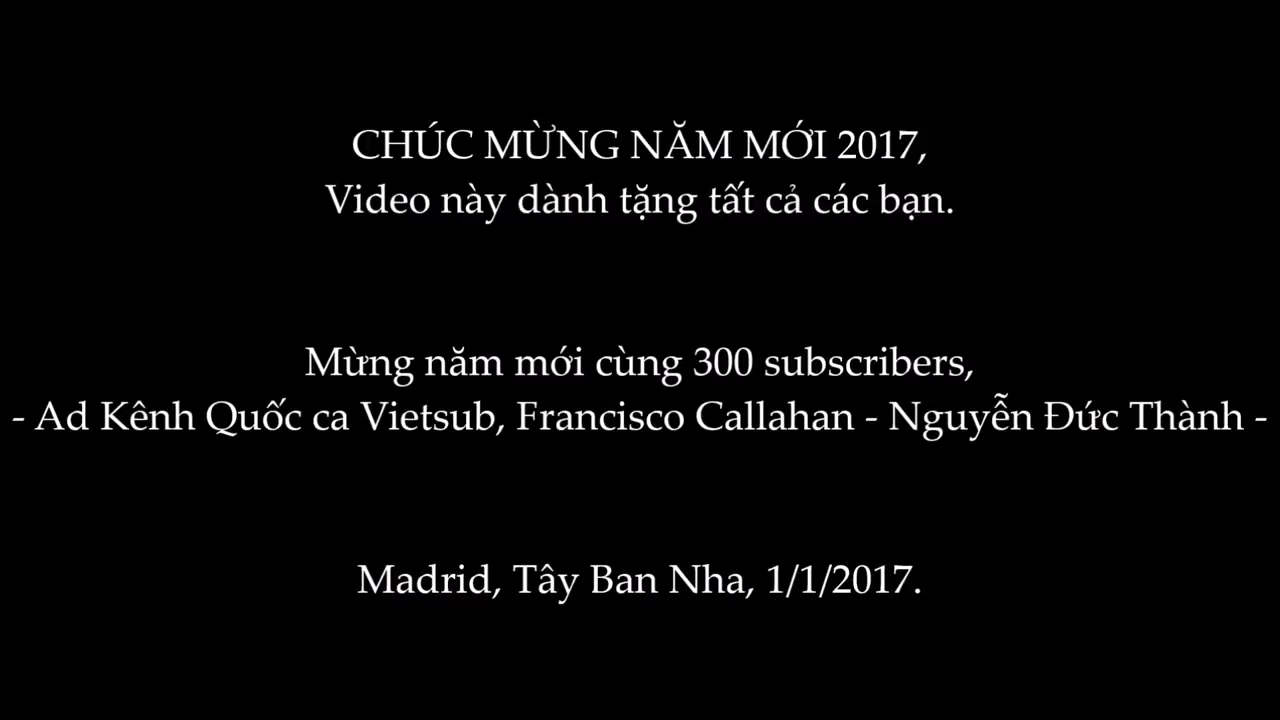 CHÚC MỪNG NĂM MỚI 2017,
Video này dành tặng tất cả các bạn.
Mừng năm mới cùng 300 subscribers,
- Ad Kênh Quốc ca Vietsub, Francisco Callahan - Nguyễn Đức Thành -
Madrid, Tây Ban Nha, 1/1/2017.